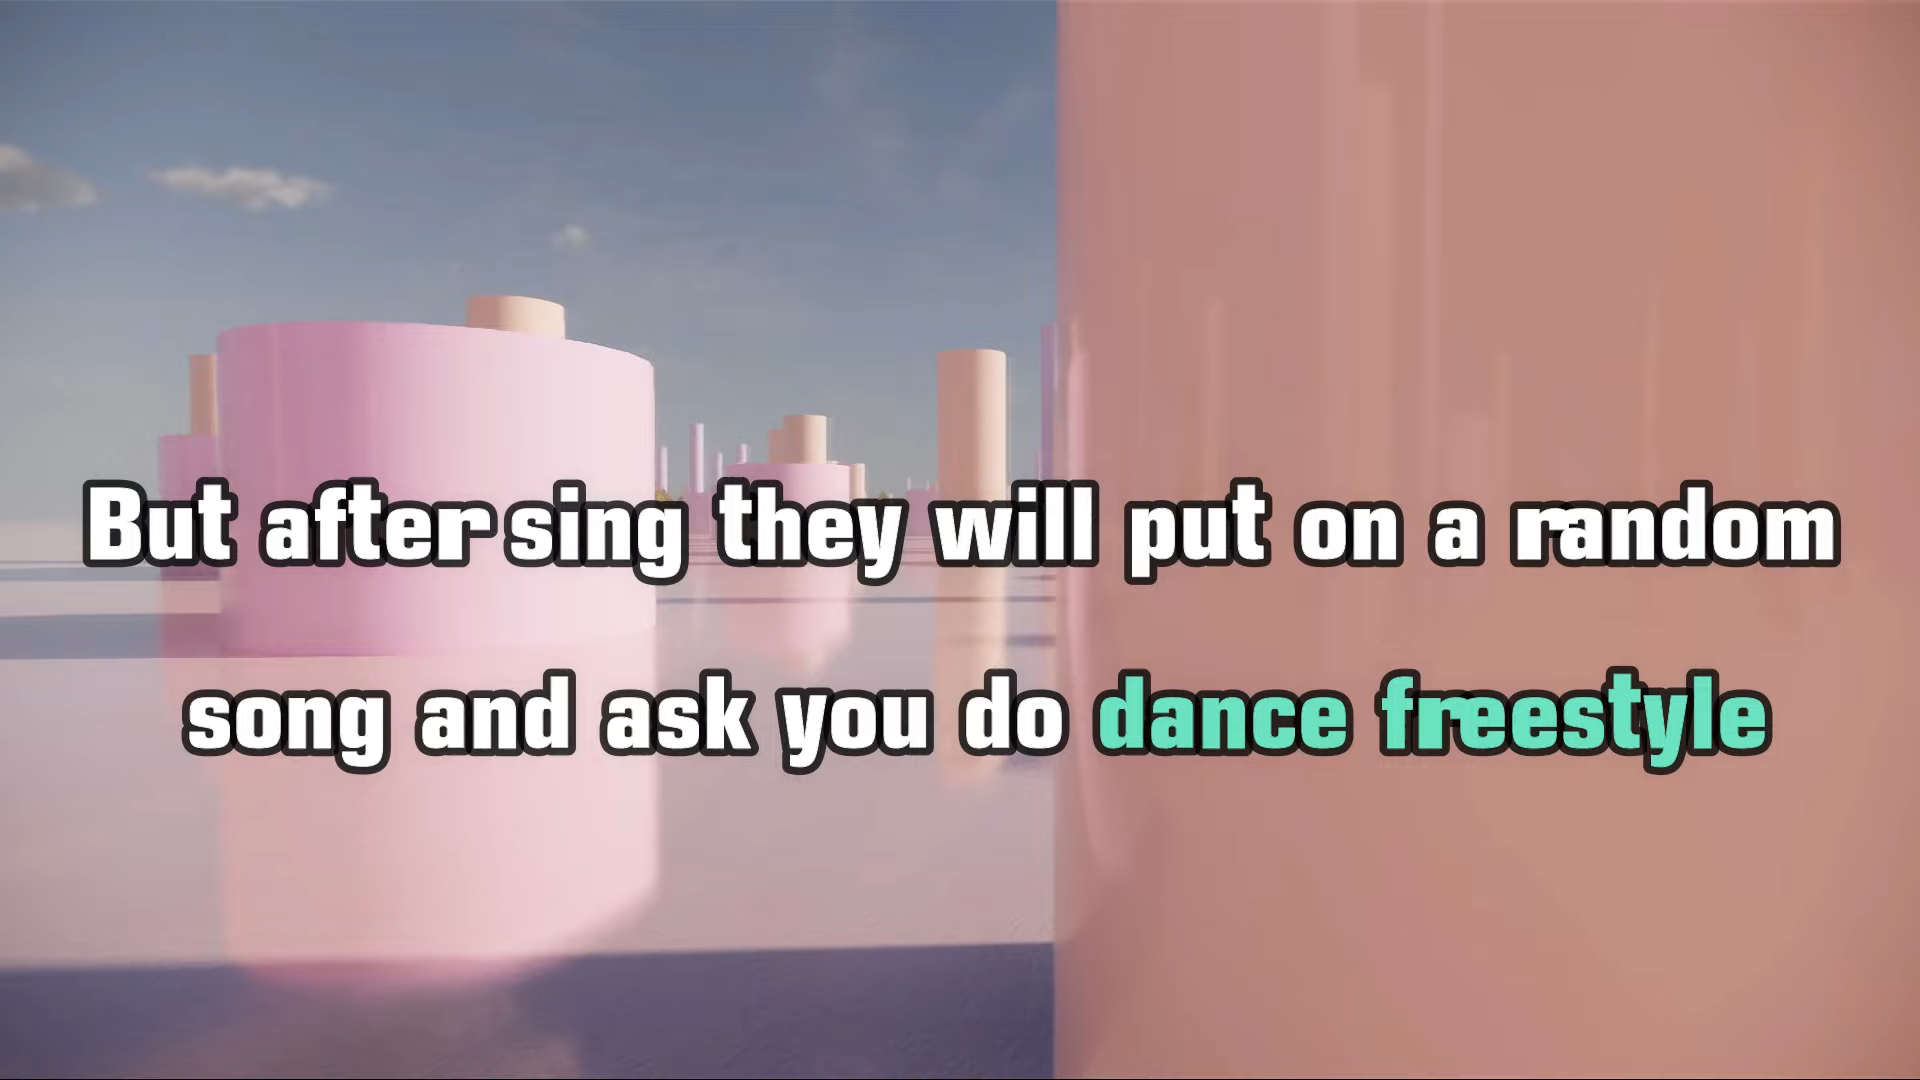 But after sing they will put on a random
song and ask you do dance freestyle